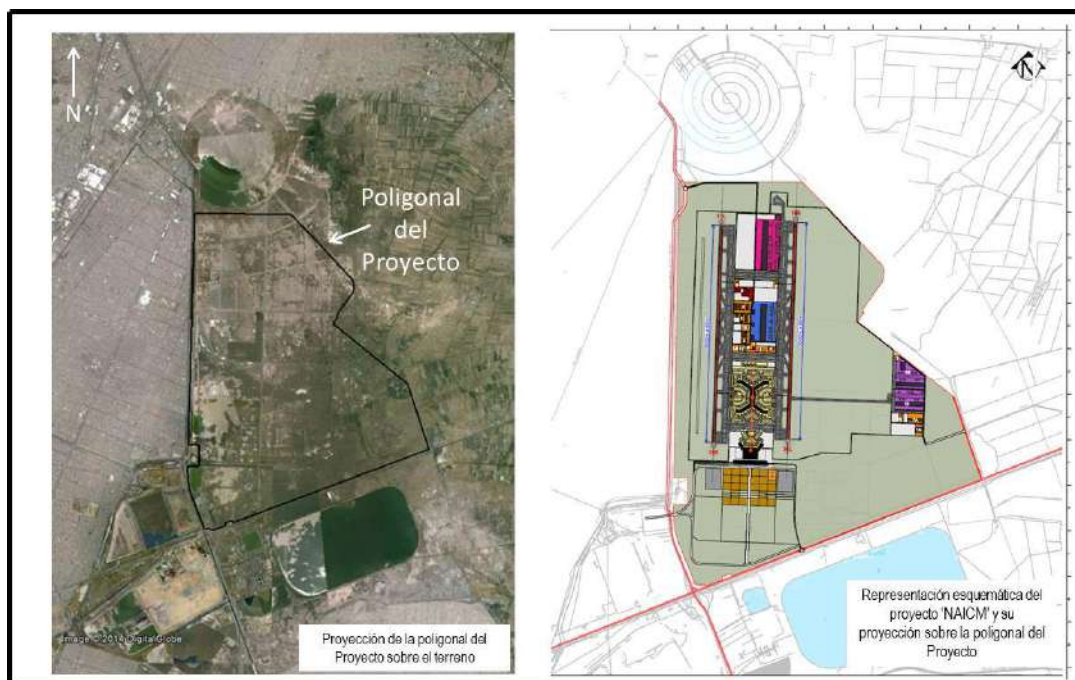 N
Poligonal
del
Proyecto
Image © 2014 DigitalGlobe
Proyección de la poligonal del
Proyecto sobre el terreno
N
Representación esquemática del
proyecto 'NAICM' y su
proyección sobre la poligonal del
Proyecto